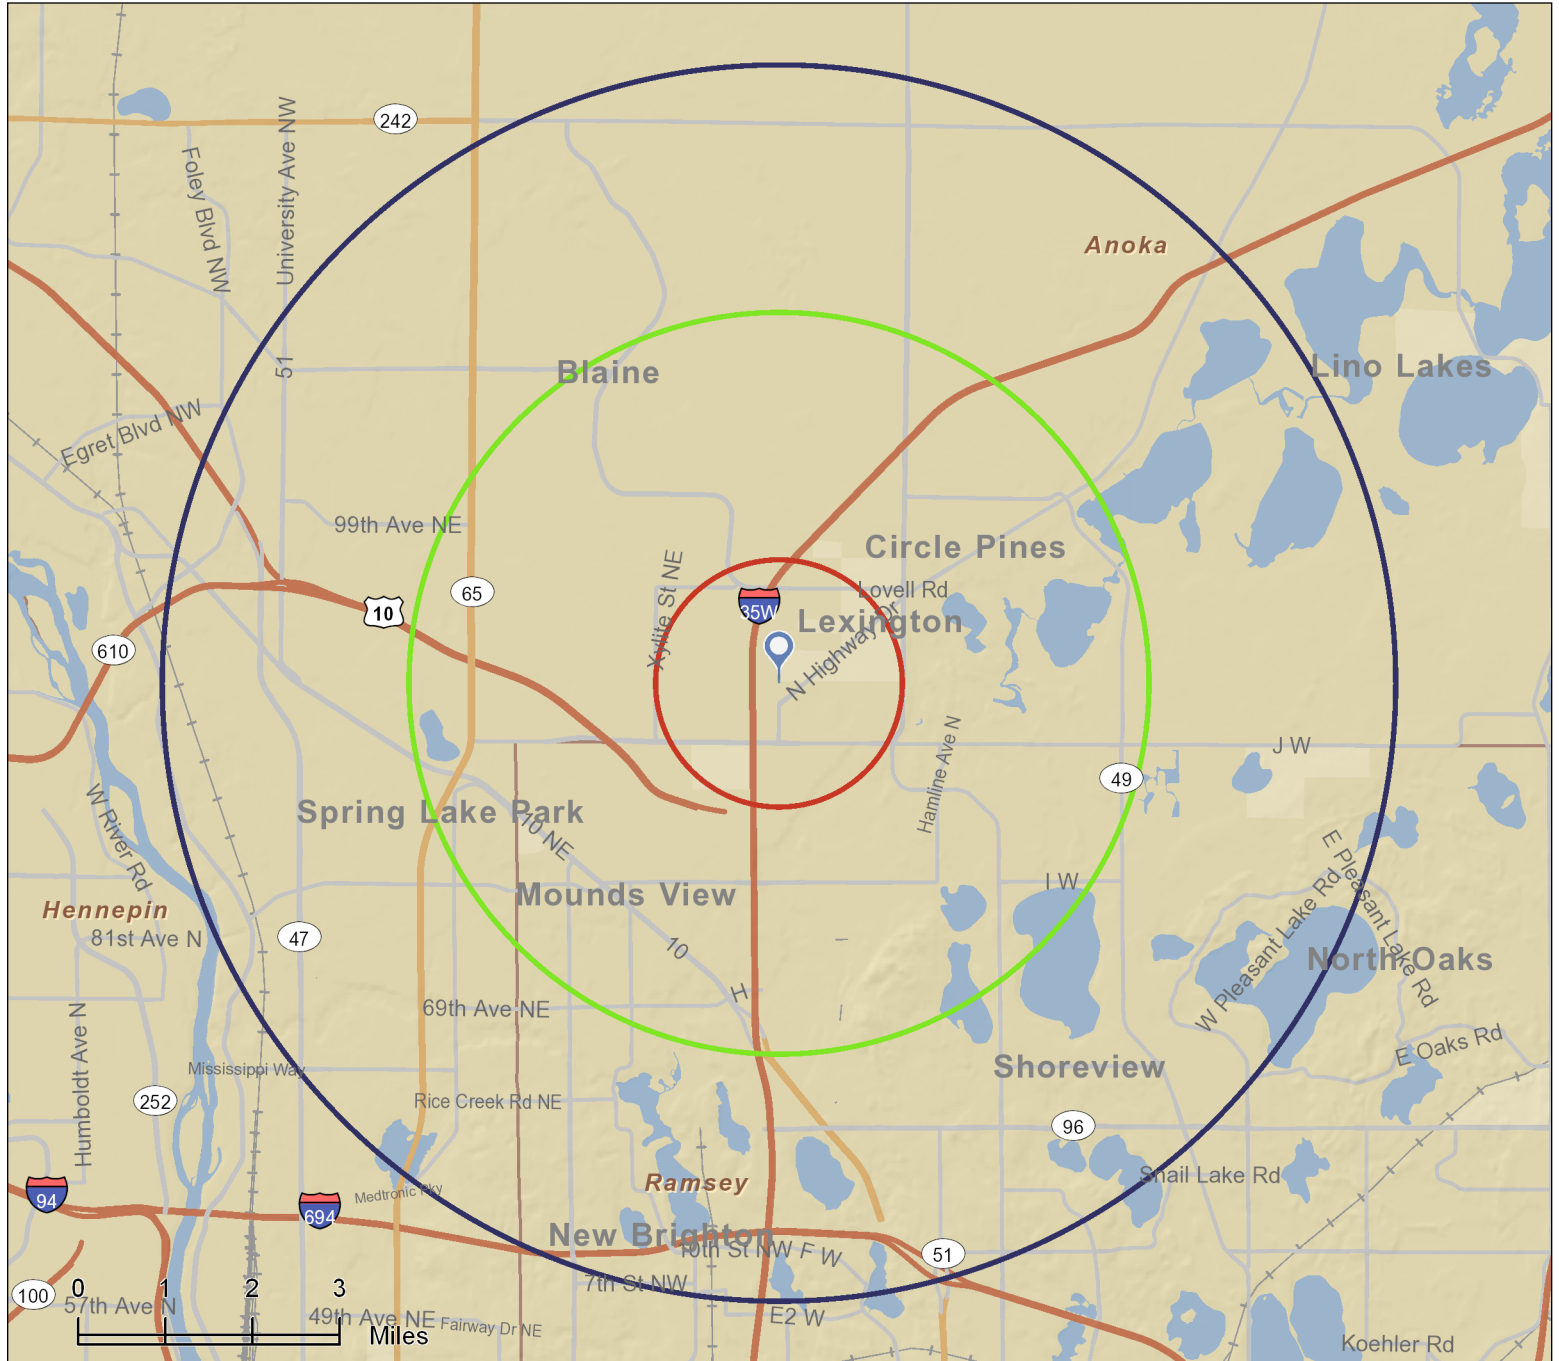 242
Foley Blvd NW
University Ave NW
Anoka
51
Blaine
Lino Lakes
Egret Blvd NW
99th Ave NE
Circle Pines
65
Xylite St NE
Lovell Rd
35W
10
Lexington
610
N Highway Dr
J W
Hamline Ave N
49
W River Rd
Spring Lake Park
10 NE
E Pleasant Lake Rd
W Pleasant Lake Rd
I W
Mounds View
Hennepin
81st Ave N
47
10
North Oaks
H
69th Ave NE
Humboldt Ave N
Mississippi Way
Shoreview
E Oaks Rd
252
Rice Creek Rd NE
96
Snail Lake Rd
Ramsey
94
Medtronic Pky
694
New Brighton
10th St NW
F W
51
7th St NW
100
57th Ave N
0 1 2 3
Miles
49th Ave NE
Fairway Dr NE
E2 W
Koehler Rd